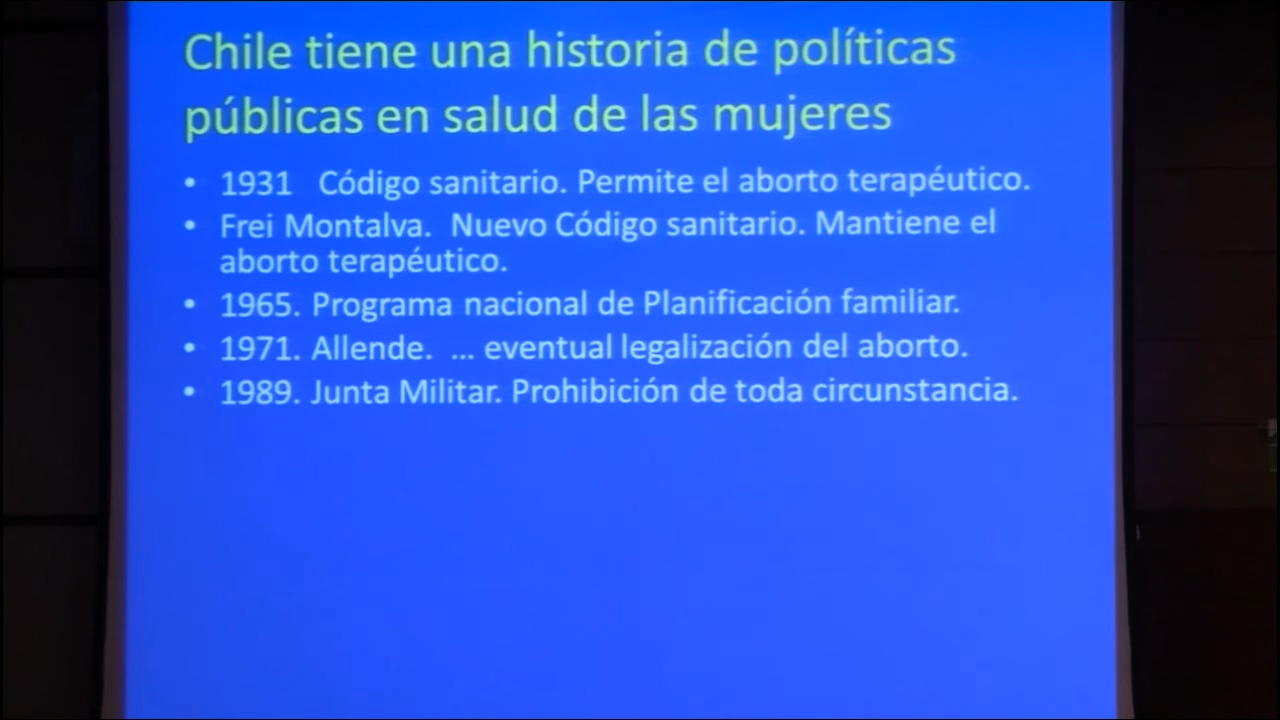 Chile tiene una historia de políticas
públicas en salud de las mujeres
• 1931 Código sanitario. Permite el aborto terapéutico.
• Frei Montalva. Nuevo Código sanitario. Mantiene el
aborto terapéutico.
• 1965. Programa nacional de Planificación familiar.
• 1971. Allende. ... eventual legalización del aborto.
• 1989. Junta Militar. Prohibición de toda circunstancia.